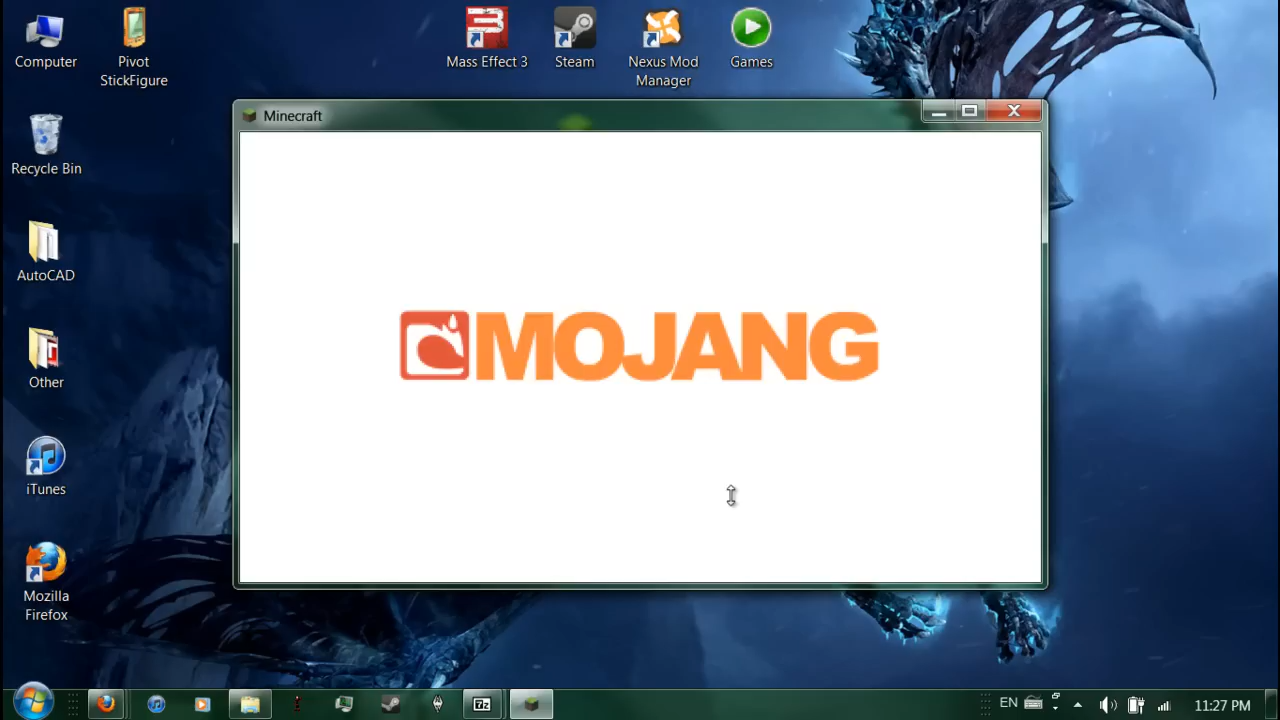 Computer
Pivot
StickFigure
Mass Effect 3
Steam
Nexus Mod
Manager
Games
Minecraft
Recycle Bin
AutoCAD
MOJANG
Other
iTunes
Mozilla
Firefox
7z
EN
11:27 PM